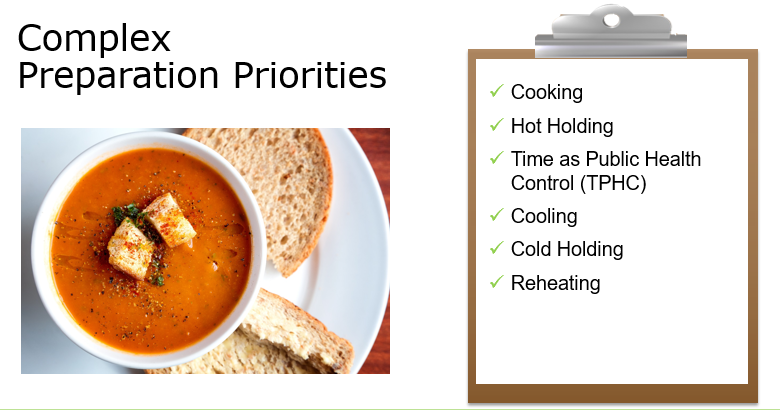 Complex
Preparation Priorities
✓ Cooking
✓ Hot Holding
✓ Time as Public Health
Control (TPHC)
✓ Cooling
✓ Cold Holding
✓ Reheating